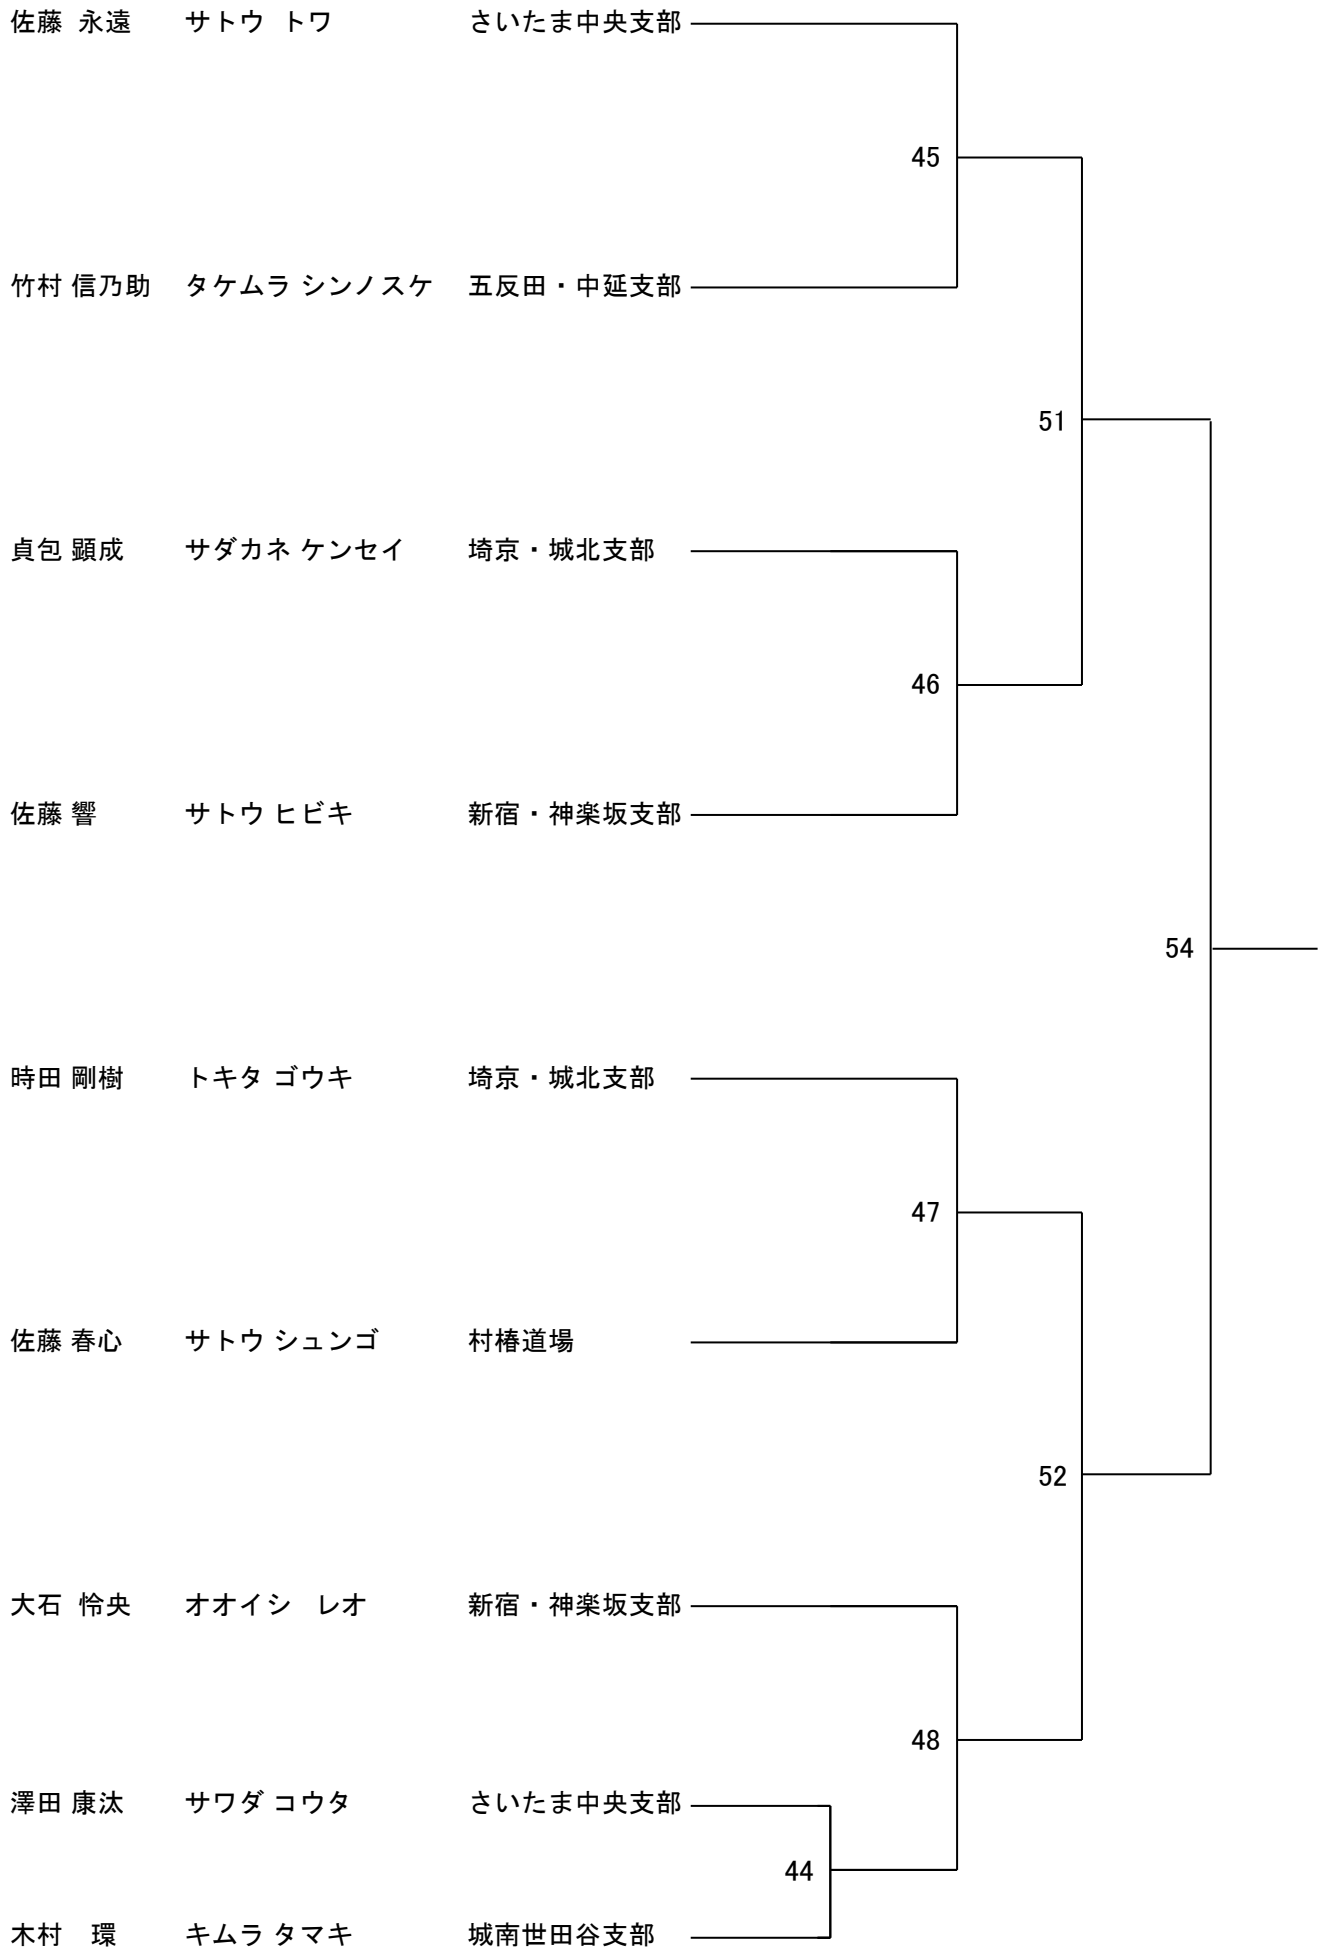 佐藤 永遠 サトウ トワ さいたま中央支部
45
竹村 信乃助 タケムラ シンノスケ 五反田・中延支部
51
貞包 顕成 サダカネ ケンセイ 埼京・城北支部
46
佐藤 響 サトウ ヒビキ 新宿・神楽坂支部
54
時田 剛樹 トキタ ゴウキ 埼京・城北支部
47
佐藤 春心 サトウ シュンゴ 村椿道場
52
大石 怜央 オオイシ レオ 新宿・神楽坂支部
48
澤田 康汰 サワダ コウタ さいたま中央支部
44
木村 環 キムラ タマキ 城南世田谷支部